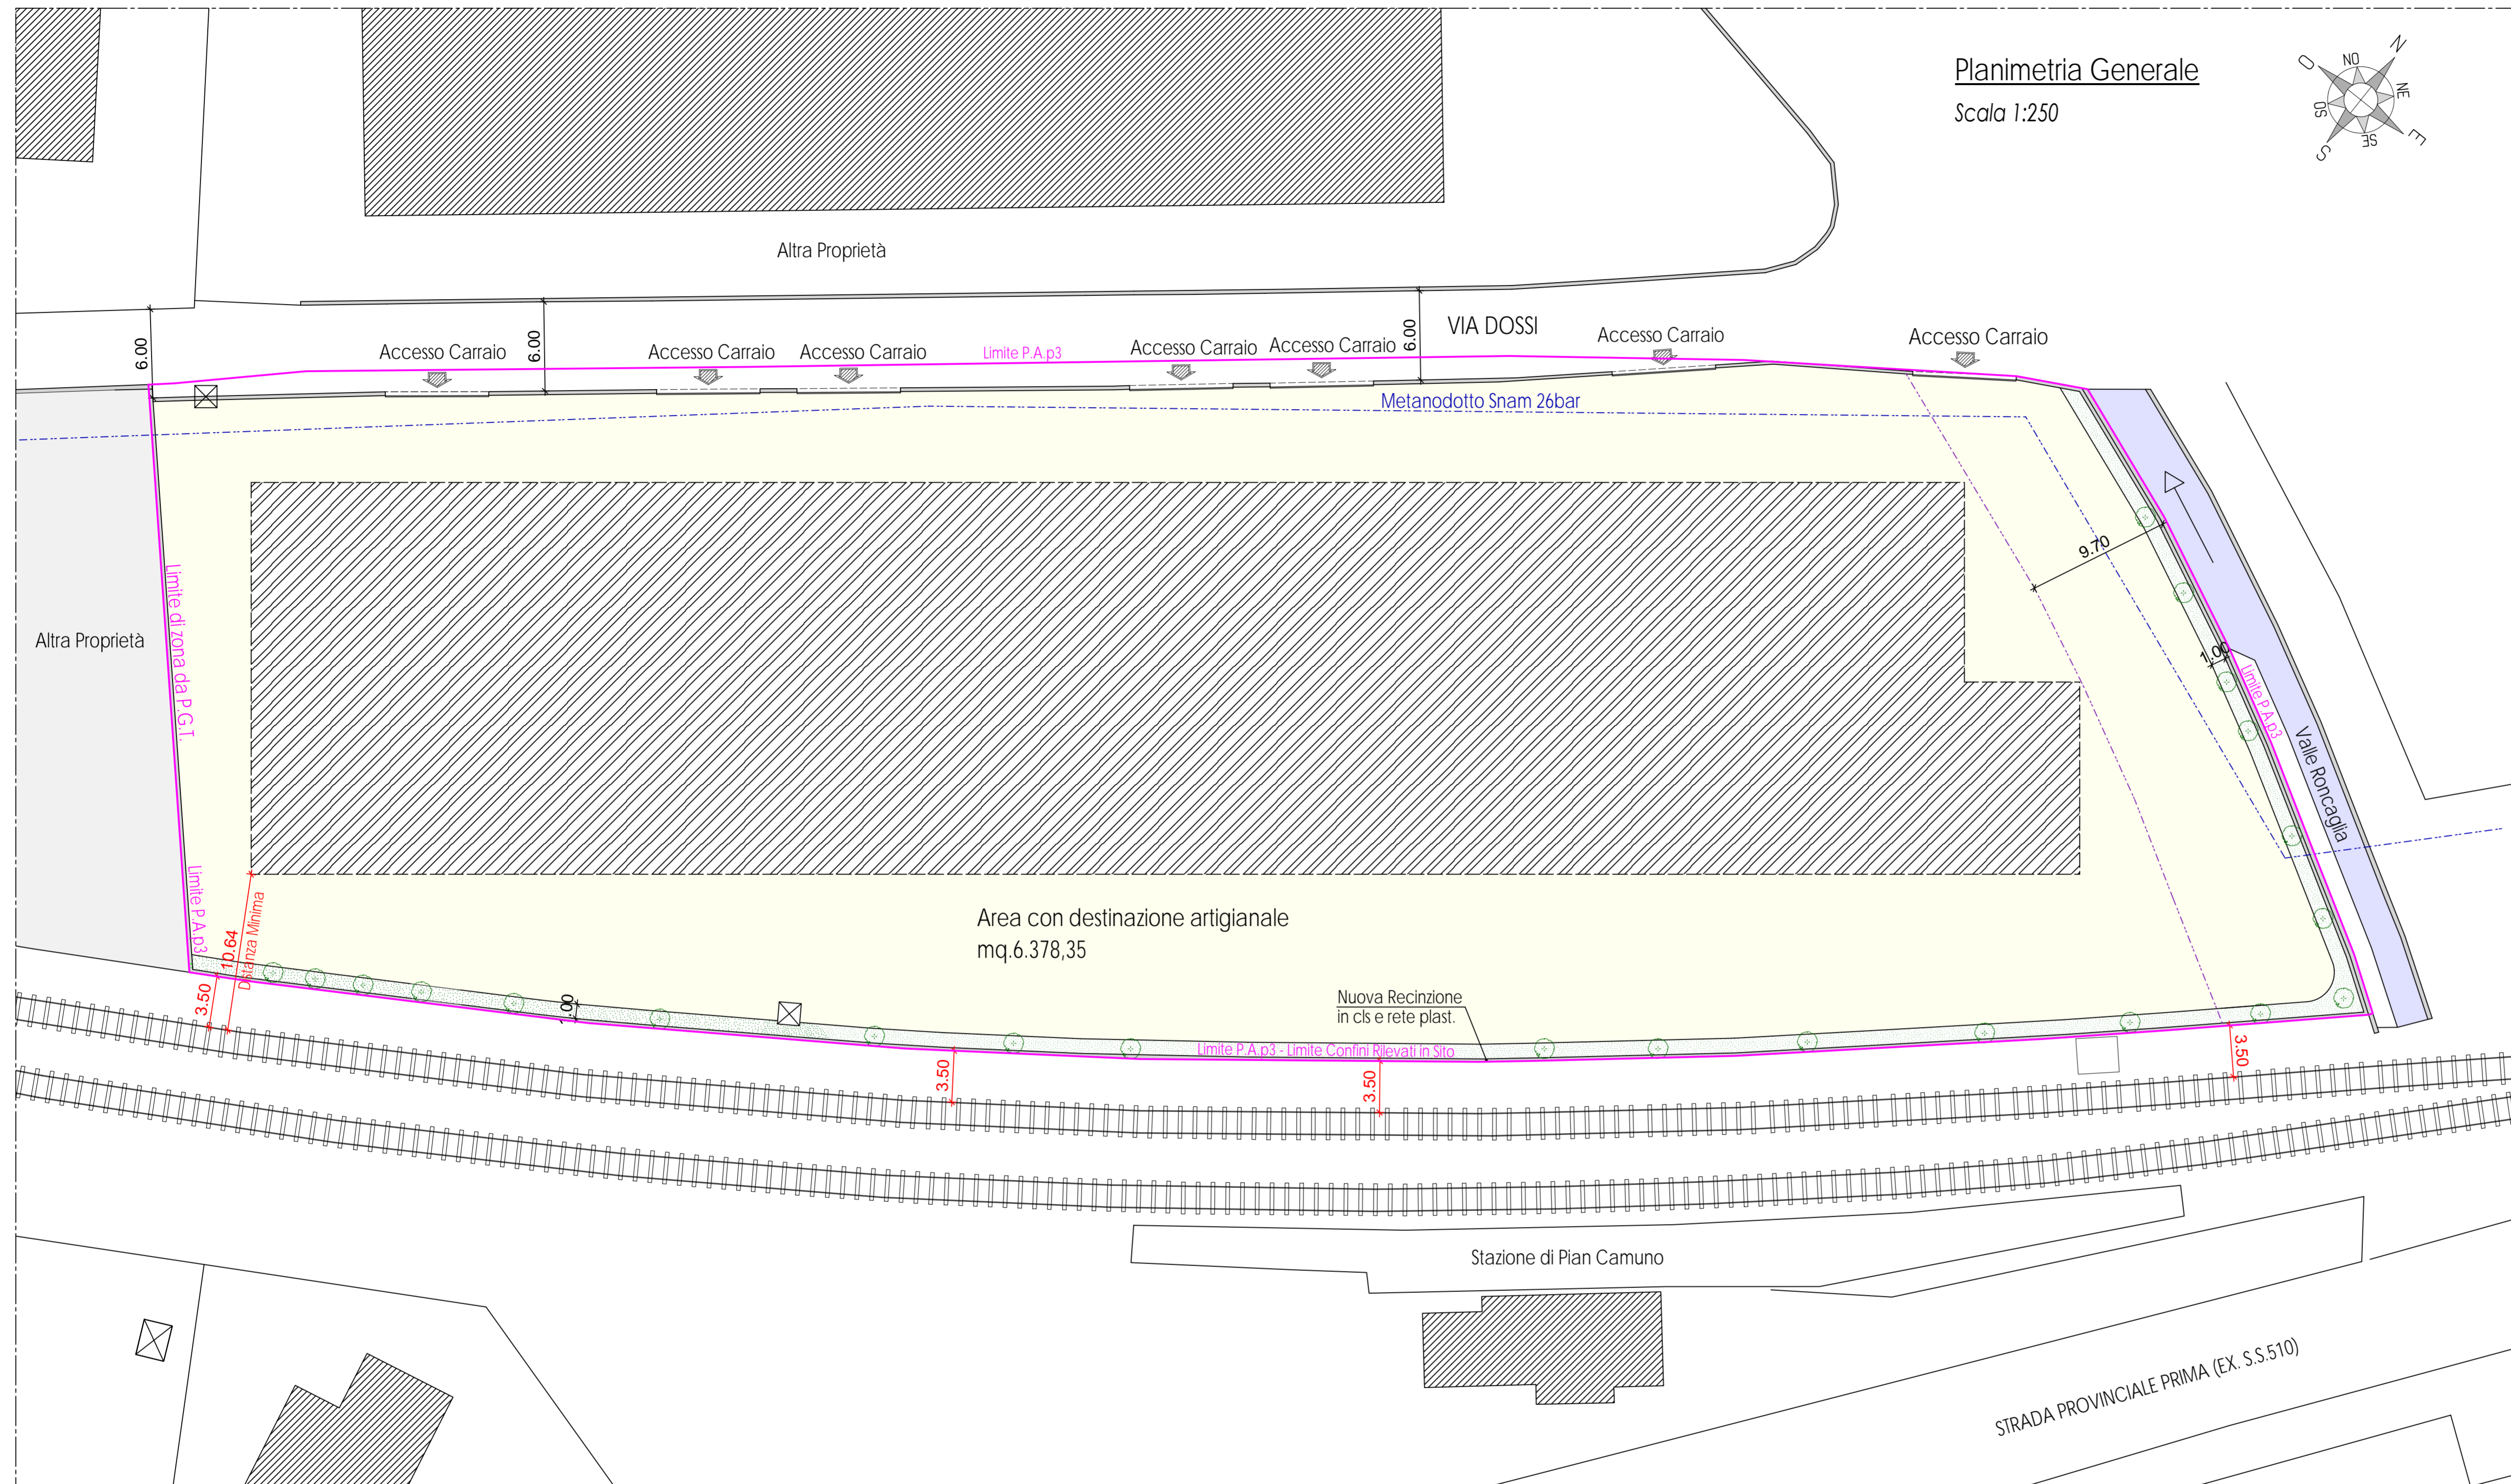 Planimetria Generale
Scala 1:250
N
NE
E
SE
S
SO
O
NO
Altra Proprietà
VIA DOSSI
6.00
6.00
6.00
Accesso Carraio
Accesso Carraio
Accesso Carraio
Limite P.A.p3
Accesso Carraio
Accesso Carraio
Accesso Carraio
Accesso Carraio
Metanodotto Snam 26bar
9.70
1.00
Limite P.A.p3
Valle Roncaglia
Altra Proprietà
Limite di zona da P.G.T.
Limite P.A.p3
10.64
Distanza Minima
3.50
Area con destinazione artigianale
mq.6.378,35
1.00
Nuova Recinzione
in cls e rete plast.
Limite P.A.p3 - Limite Confini Rilevati in Sito
3.50
3.50
3.50
Stazione di Pian Camuno
STRADA PROVINCIALE PRIMA (EX. S.S.510)